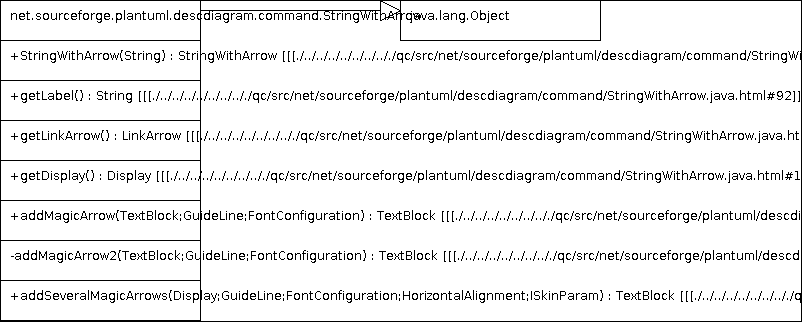 net.sourceforge.plantuml.descdiagram.command.StringWithArrow
java.lang.Object
+StringWithArrow(String) : StringWithArrow [[[./../../../../../../../../qc/src/net/sourceforge/plantuml/descdiagram/command/StringWi
+getLabel() : String [[[./../../../../../../../../qc/src/net/sourceforge/plantuml/descdiagram/command/StringWithArrow.java.html#92]]
+getLinkArrow() : LinkArrow [[[./../../../../../../../../qc/src/net/sourceforge/plantuml/descdiagram/command/StringWithArrow.java.ht
+getDisplay() : Display [[[./../../../../../../../../qc/src/net/sourceforge/plantuml/descdiagram/command/StringWithArrow.java.html#1
+addMagicArrow(TextBlock;GuideLine;FontConfiguration) : TextBlock [[[./../../../../../../../../qc/src/net/sourceforge/plantuml/descdi
-addMagicArrow2(TextBlock;GuideLine;FontConfiguration) : TextBlock [[[./../../../../../../../../qc/src/net/sourceforge/plantuml/descd
+addSeveralMagicArrows(Display;GuideLine;FontConfiguration;HorizontalAlignment;ISkinParam) : TextBlock [[[./../../../../../../../../q